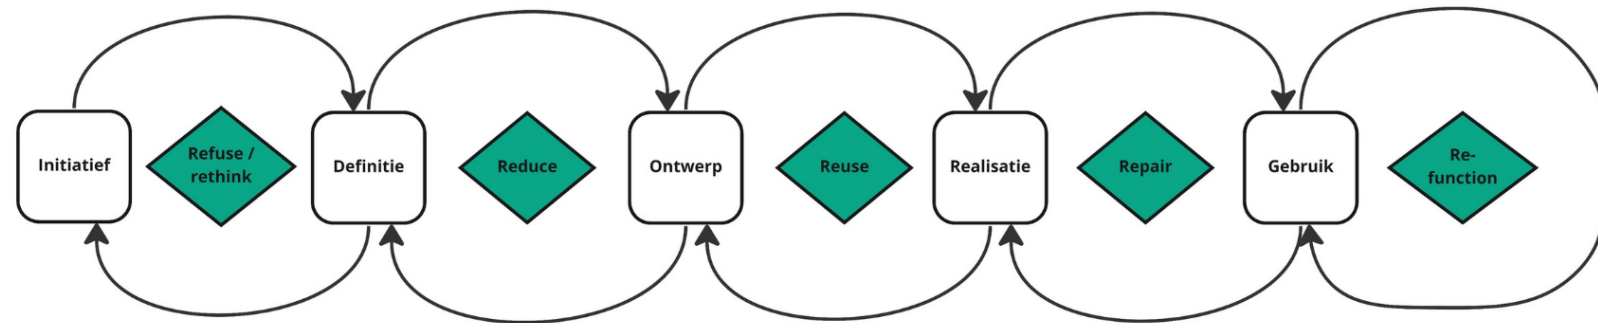 Initiatief
Refuse /
rethink
Definitie
Reduce
Ontwerp
Reuse
Realisatie
Repair
Gebruik
Re-
function